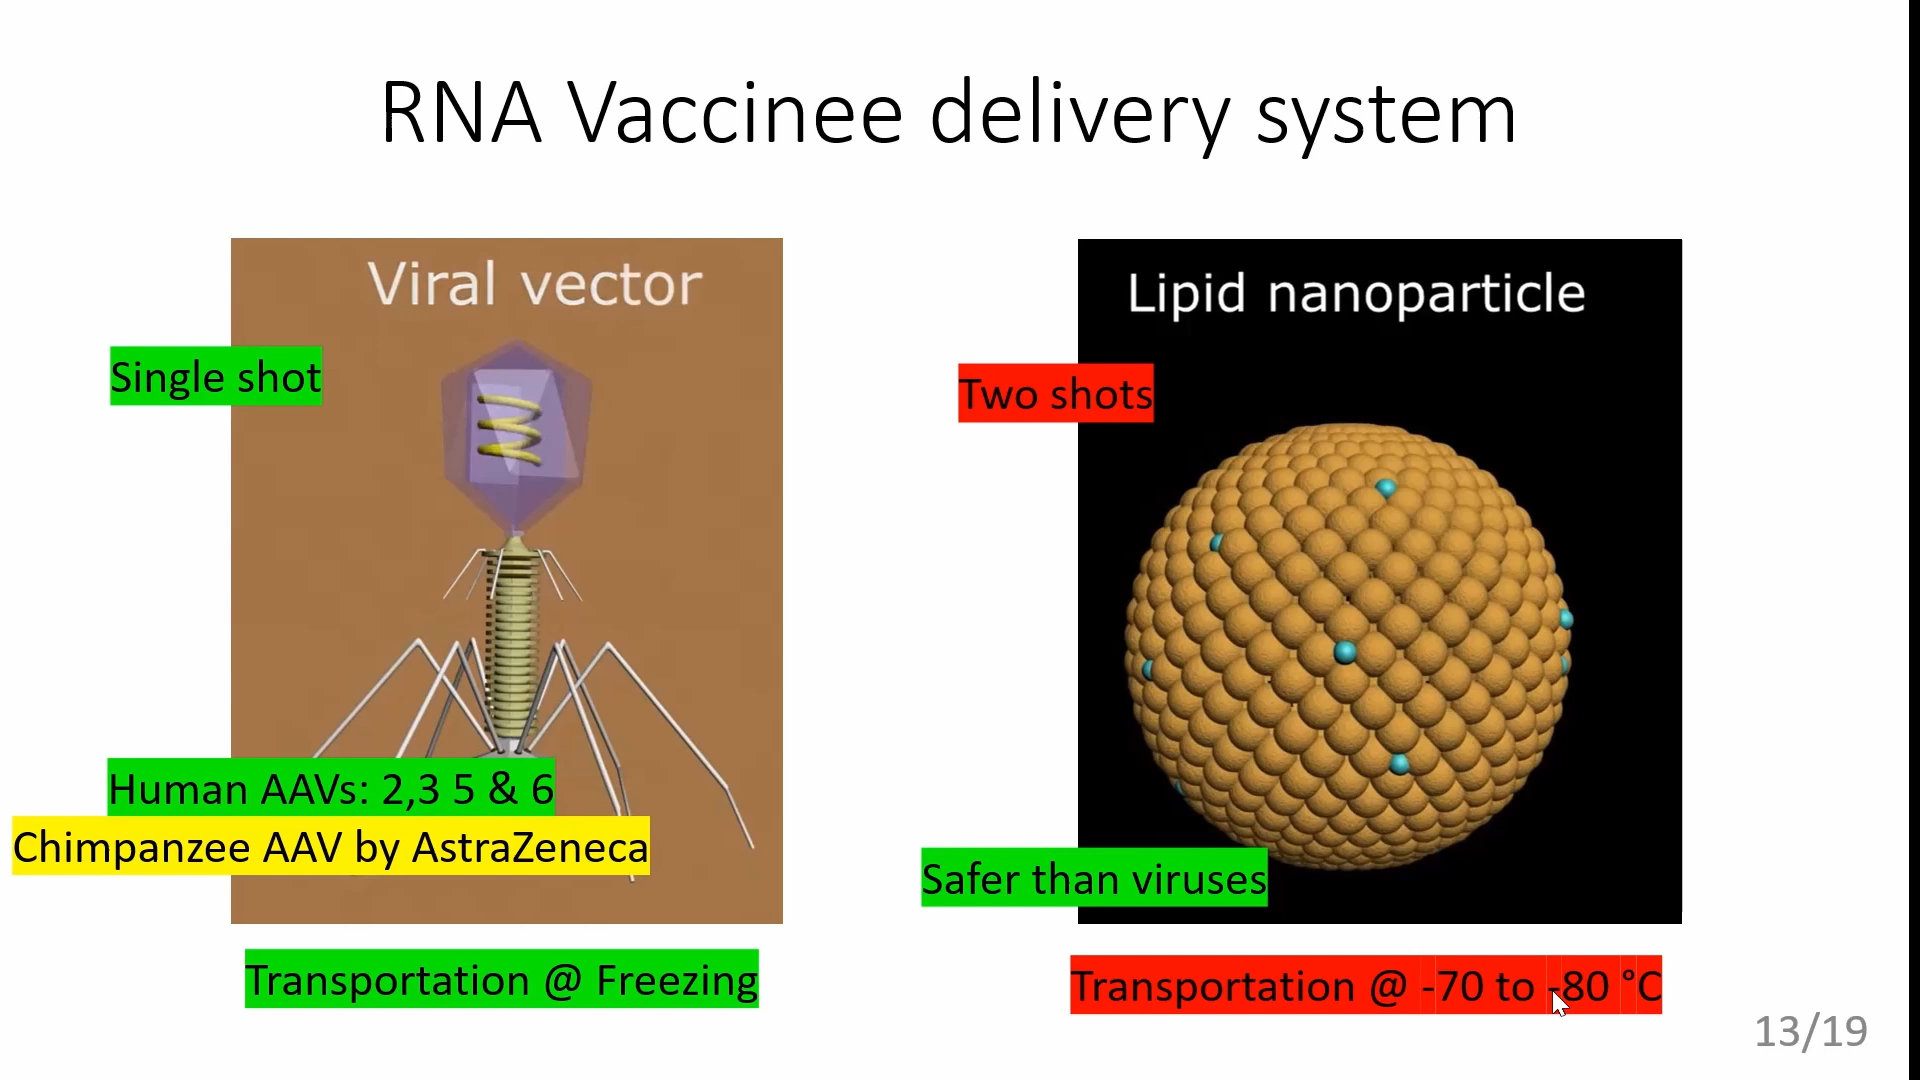 RNA Vaccinee delivery system
Viral vector
Single shot
Human AAVs: 2,3 5 & 6
Chimpanzee AAV by AstraZeneca
Transportation @ Freezing
Lipid nanoparticle
Two shots
Safer than viruses
Transportation @ -70 to -80 °C
13/19